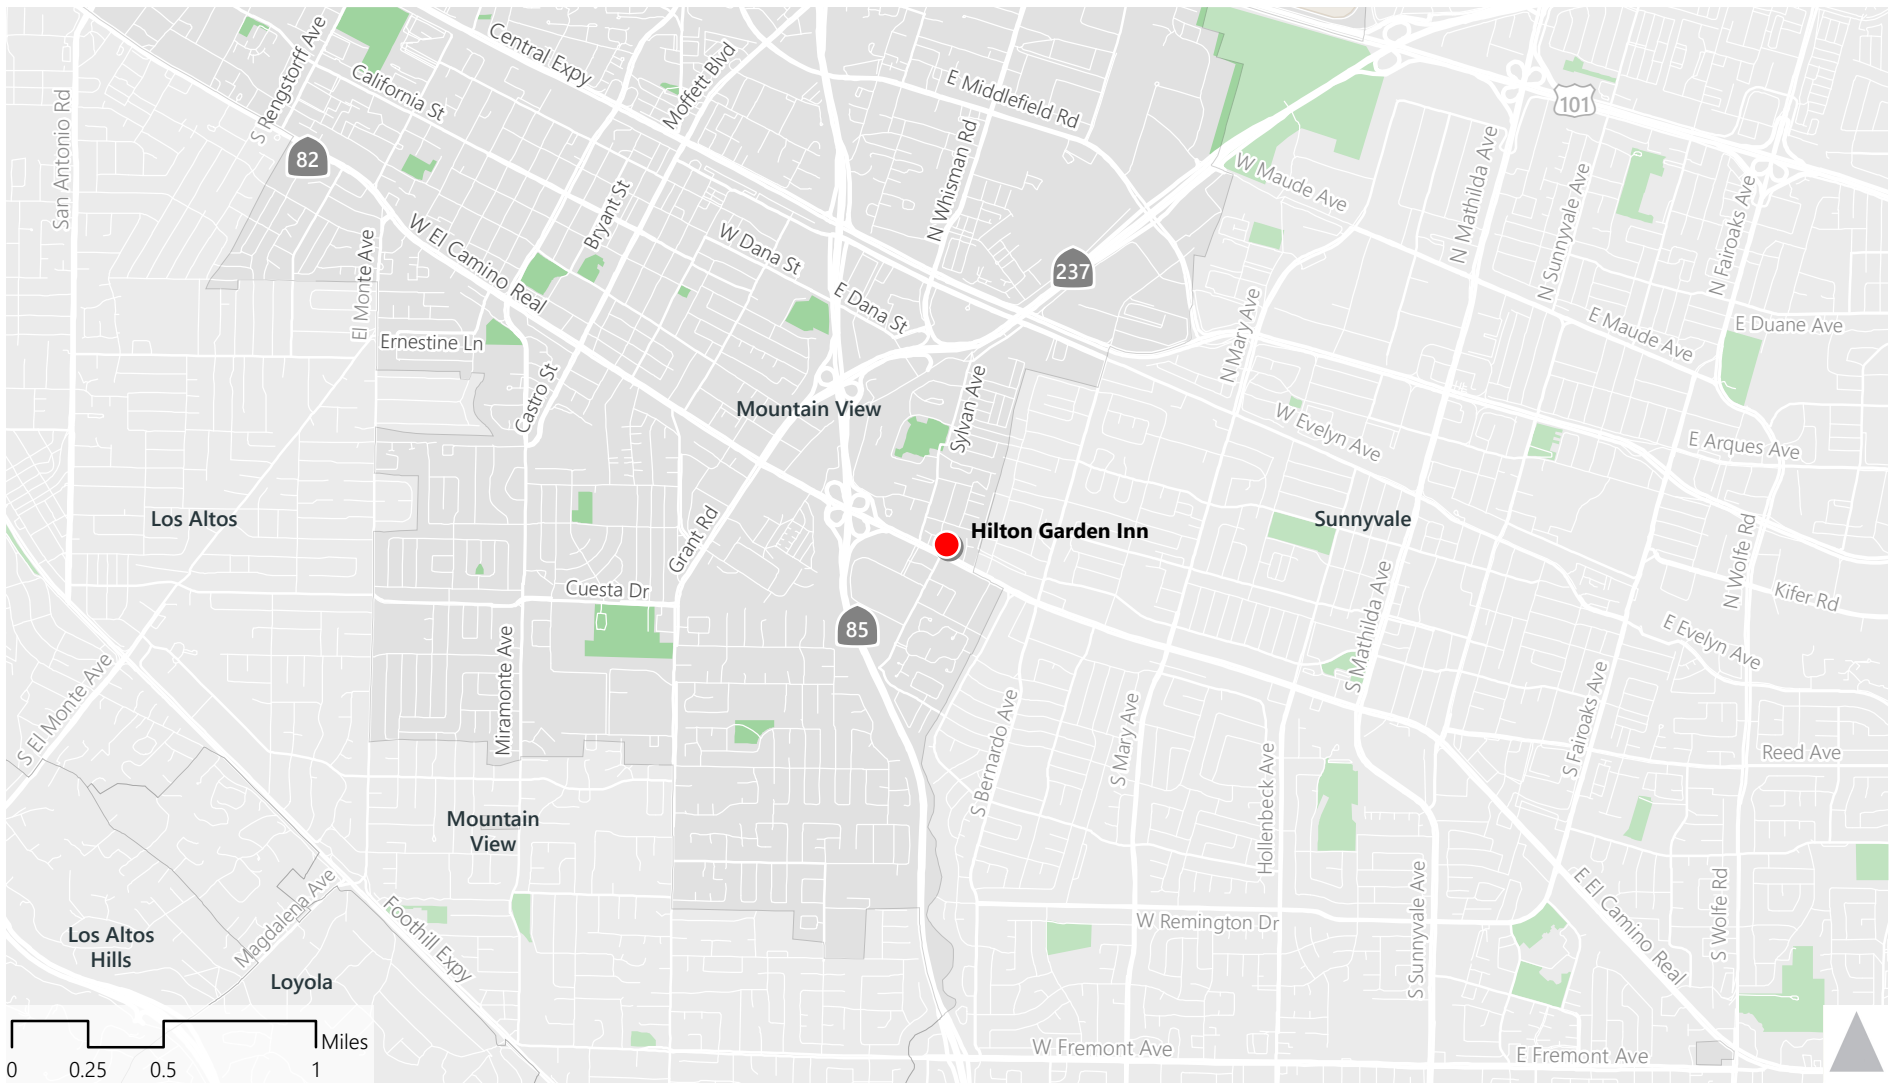 Central Expy
S Rengstorff Ave
California St
Moffett Blvd
E Middlefield Rd
101
San Antonio Rd
82
N Whisman Rd
W Maude Ave
N Mathilda Ave
N Sunnyvale Ave
N Fairoaks Ave
Bryant St
W El Camino Real
El Monte Ave
W Dana St
237
E Dana St
Ernestine Ln
N Mary Ave
E Maude Ave
E Duane Ave
Castro St
Mountain View
Sylvan Ave
W Evelyn Ave
E Arques Ave
Los Altos
Grant Rd
Hilton Garden Inn
Sunnyvale
N Wolfe Rd
Cuesta Dr
85
Kifer Rd
S Mathilda Ave
E Evelyn Ave
Miramonte Ave
S El Monte Ave
S Bernardo Ave
S Mary Ave
Hollenbeck Ave
S Fairoaks Ave
Reed Ave
Mountain
View
S Sunnyvale Ave
E El Camino Real
S Wolfe Rd
Magdalena Ave
Foothill Expy
W Remington Dr
Los Altos
Hills
Loyola
Miles
0
0.25
0.5
1
W Fremont Ave
E Fremont Ave